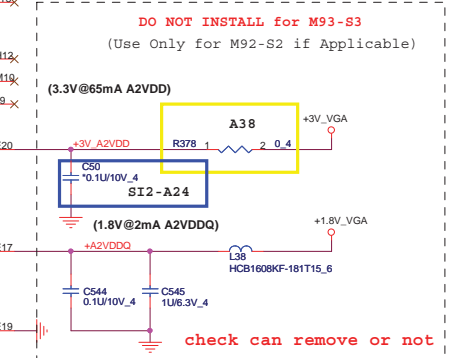 DO NOT INSTALL for M93-S3
(Use Only for M92-S2 if Applicable)
(3.3V@65mA A2VDD)
A38
+3V_VGA
+3V_A2VDD
R378
1
2
0_4
C50
*0.1U/10V_4
SI2-A24
(1.8V@2mA A2VDDQ)
+1.8V_VGA
+A2VDDQ
L38
HCB1608KF-181T15_6
C544
0.1U/10V_4
C545
1U/6.3V_4
check can remove or not